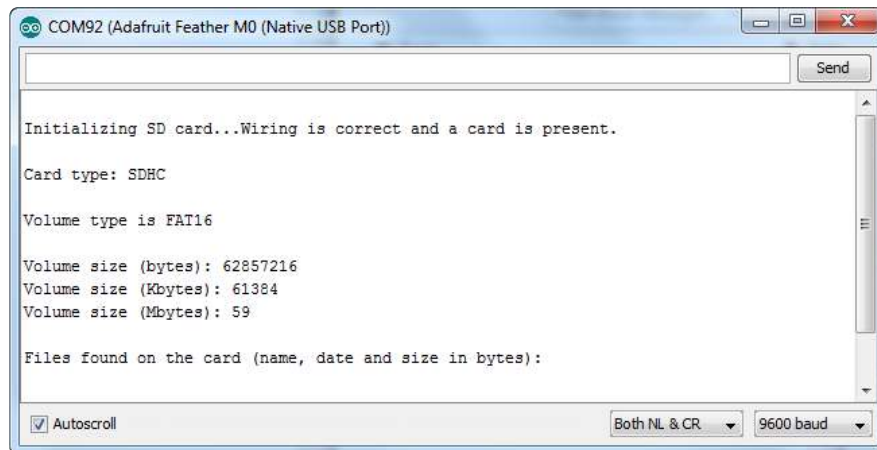 COM92 (Adafruit Feather M0 (Native USB Port))
Send
Initializing SD card...Wiring is correct and a card is present.
Card type: SDHC
Volume type is FAT16
Volume size (bytes): 62857216
Volume size (Kbytes): 61384
Volume size (Mbytes): 59
Files found on the card (name, date and size in bytes):
Autoscroll Both NL & CR 9600 baud